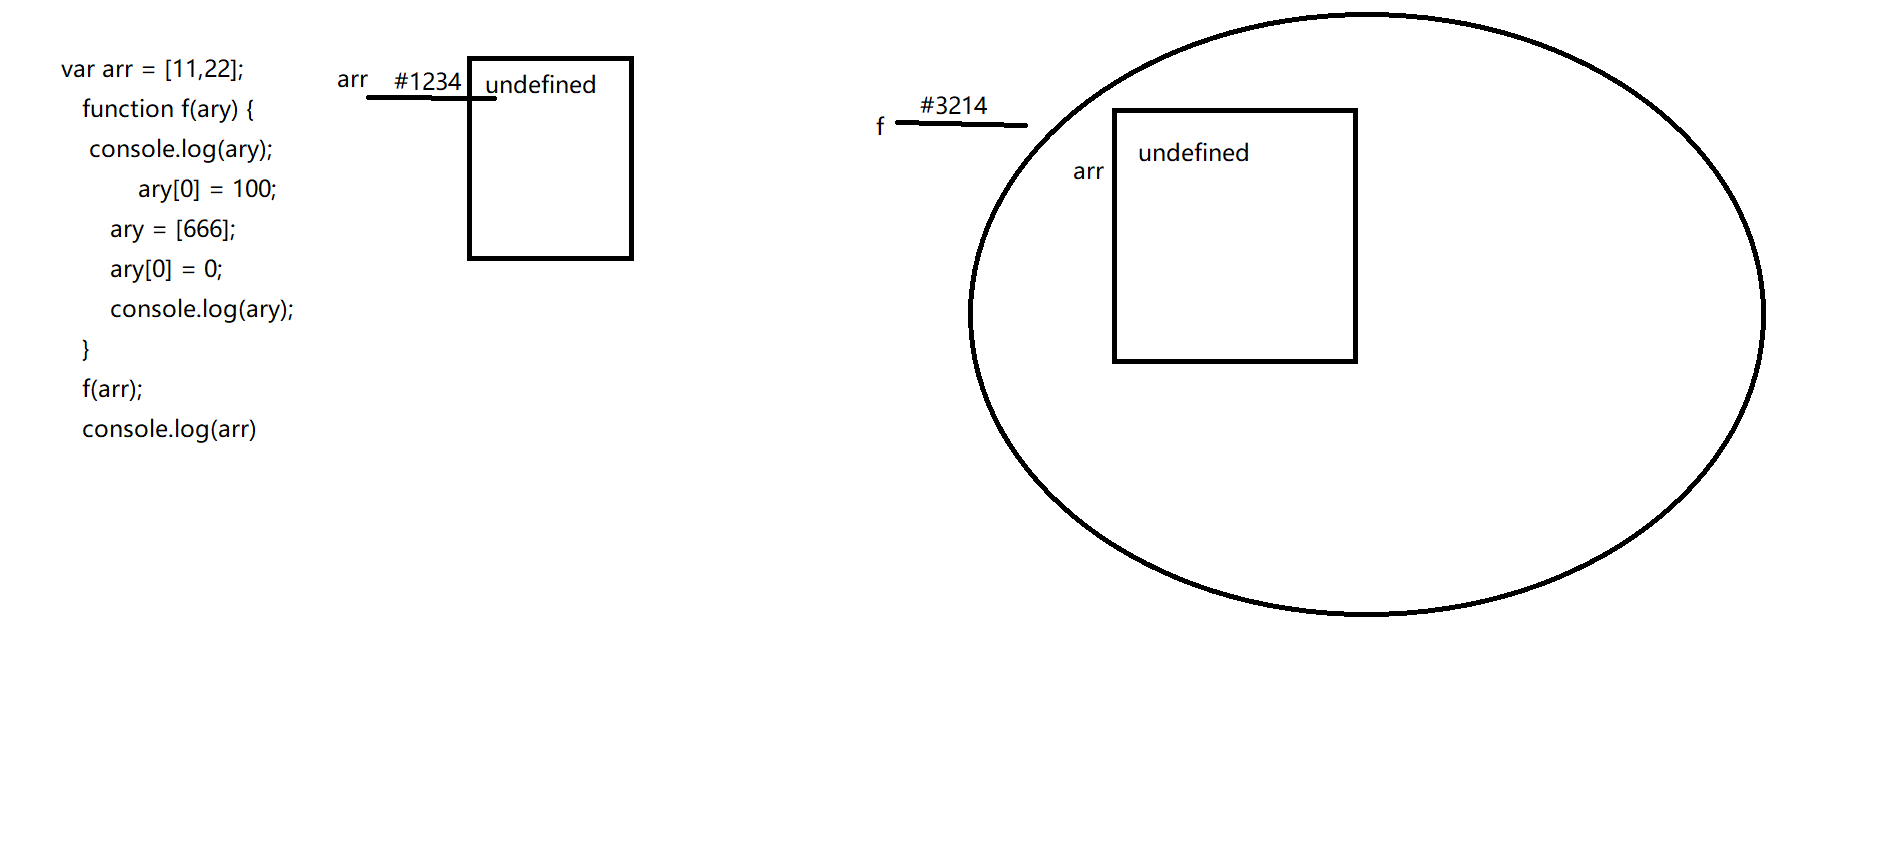 var arr = [11,22];
function f(ary) {
console.log(ary);
ary[0] = 100;
ary = [666];
ary[0] = 0;
console.log(ary);
}
f(arr);
console.log(arr)
arr #1234
undefined
f #3214
arr
undefined